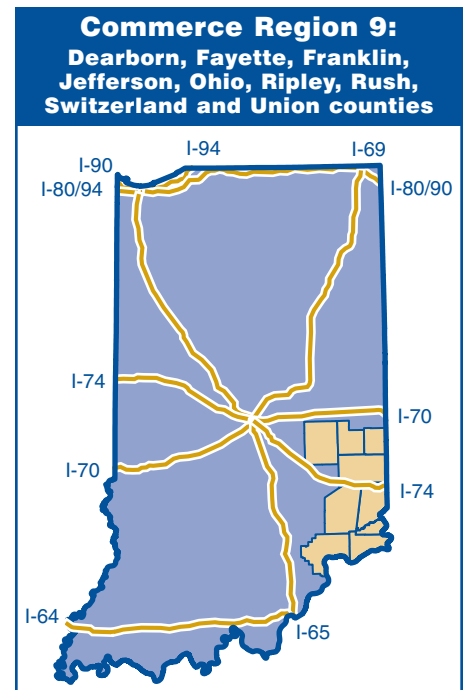 Commerce Region 9:
Dearborn, Fayette, Franklin,
Jefferson, Ohio, Ripley, Rush,
Switzerland and Union counties
I-94
I-69
I-90
I-80/94
I-80/90
I-74
I-70
I-70
I-74
I-64
I-65